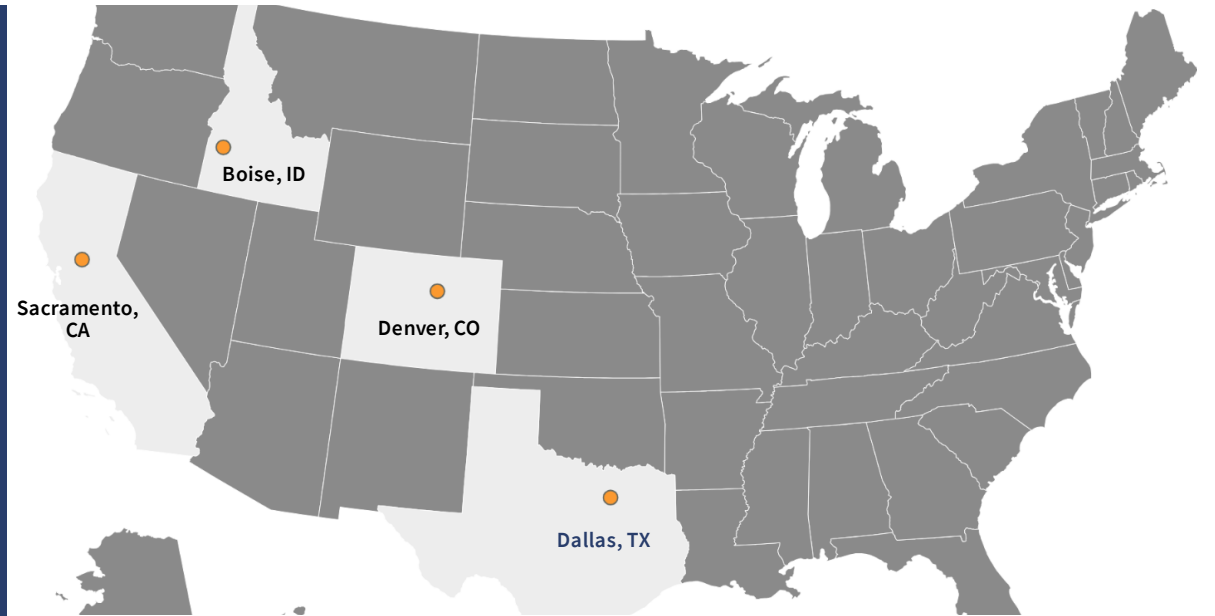 Boise, ID
Sacramento,
CA
Denver, CO
Dallas, TX